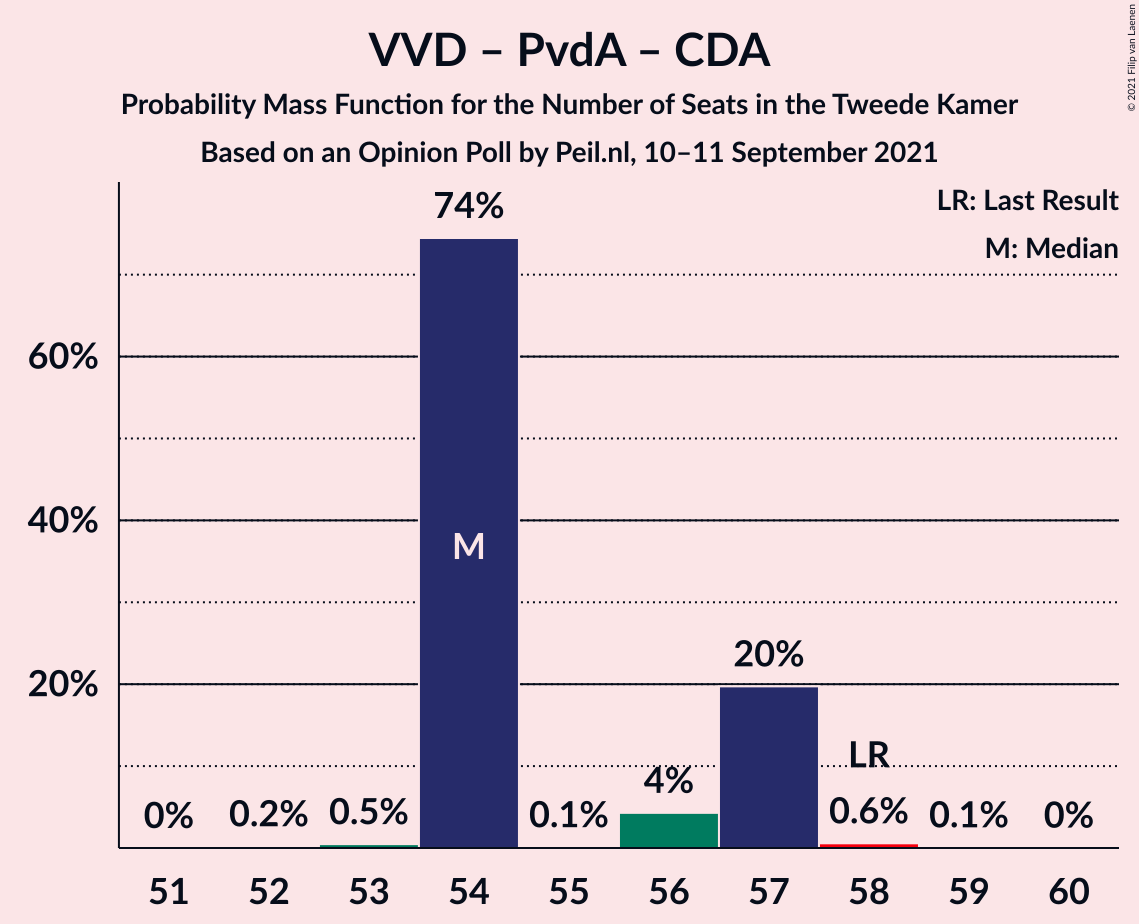 VVD – PvdA – CDA
Probability Mass Function for the Number of Seats in the Tweede Kamer
Based on an Opinion Poll by Peil.nl, 10–11 September 2021
© 2021 Filip van Laenen
LR: Last Result
M: Median
74%
60%
40%
M
20%
20%
LR
4%
0%
0.2%
0.5%
0.1%
0.6%
0.1%
0%
51 52 53 54 55 56 57 58 59 60